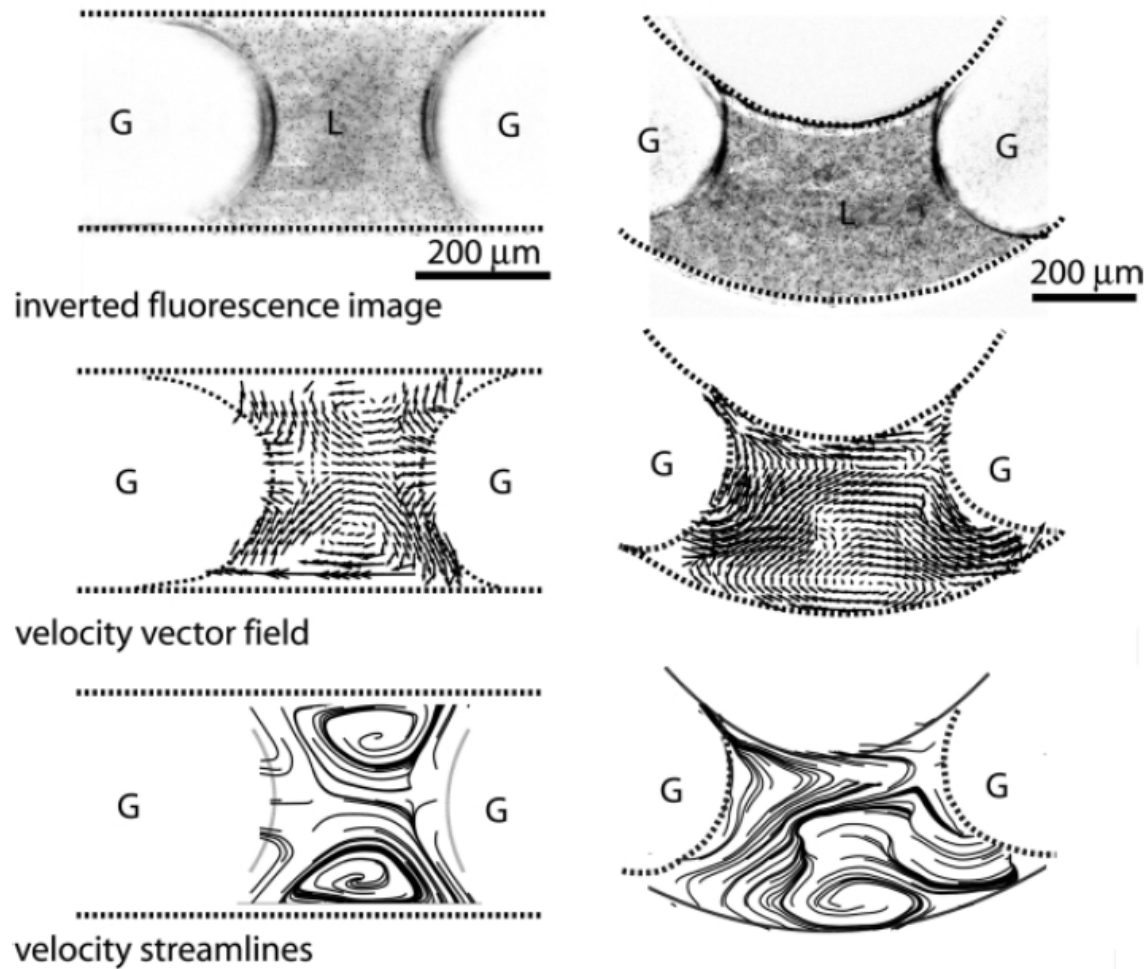 G L G
G L G
200 μm
200 μm
inverted fluorescence image
G G
G G
velocity vector field
G G
G G
velocity streamlines